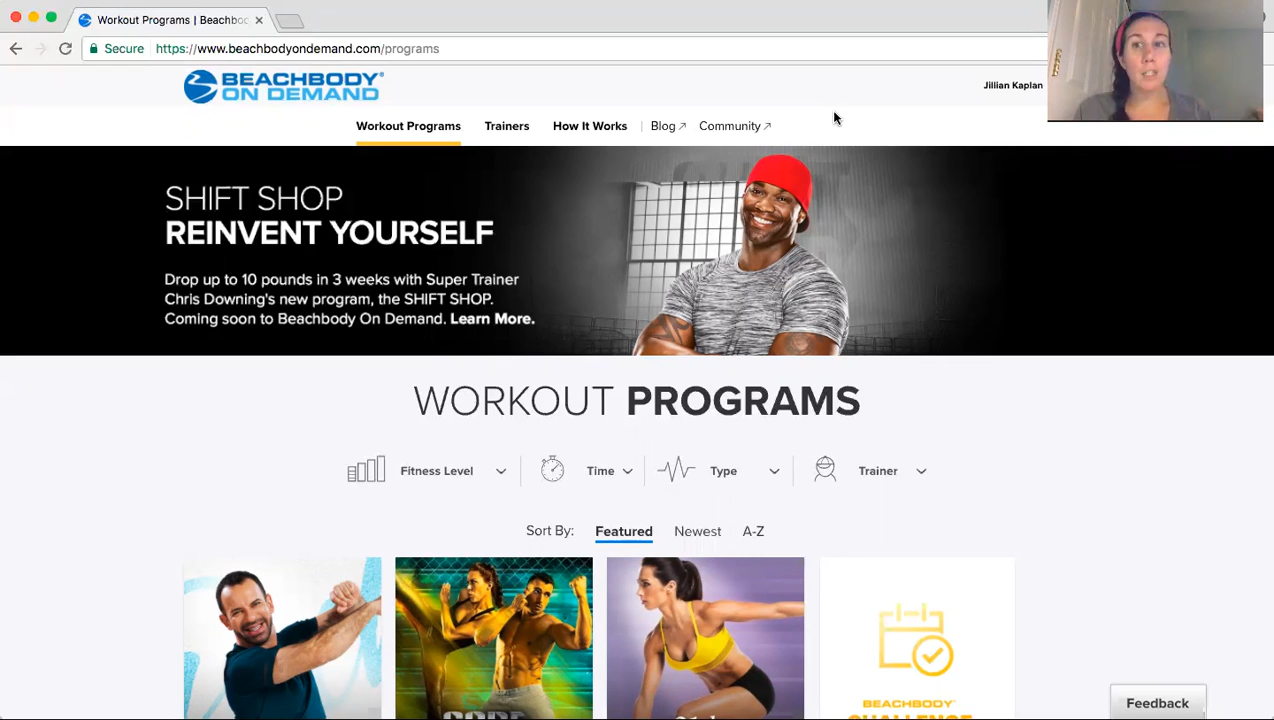 Workout Programs | Beachbo
Secure https://www.beachbodyondemand.com/programs
BEACHBODY®
ON DEMAND
Jillian Kaplan
Workout Programs Trainers How It Works Blog Community
SHIFT SHOP
REINVENT YOURSELF
Drop up to 10 pounds in 3 weeks with Super Trainer
Chris Downing's new program, the SHIFT SHOP.
Coming soon to Beachbody On Demand. Learn More.
WORKOUT PROGRAMS
Fitness Level Time Type Trainer
Sort By: Featured Newest A-Z
BEACHBODY®
CHALLENGE
CORE
Feedback